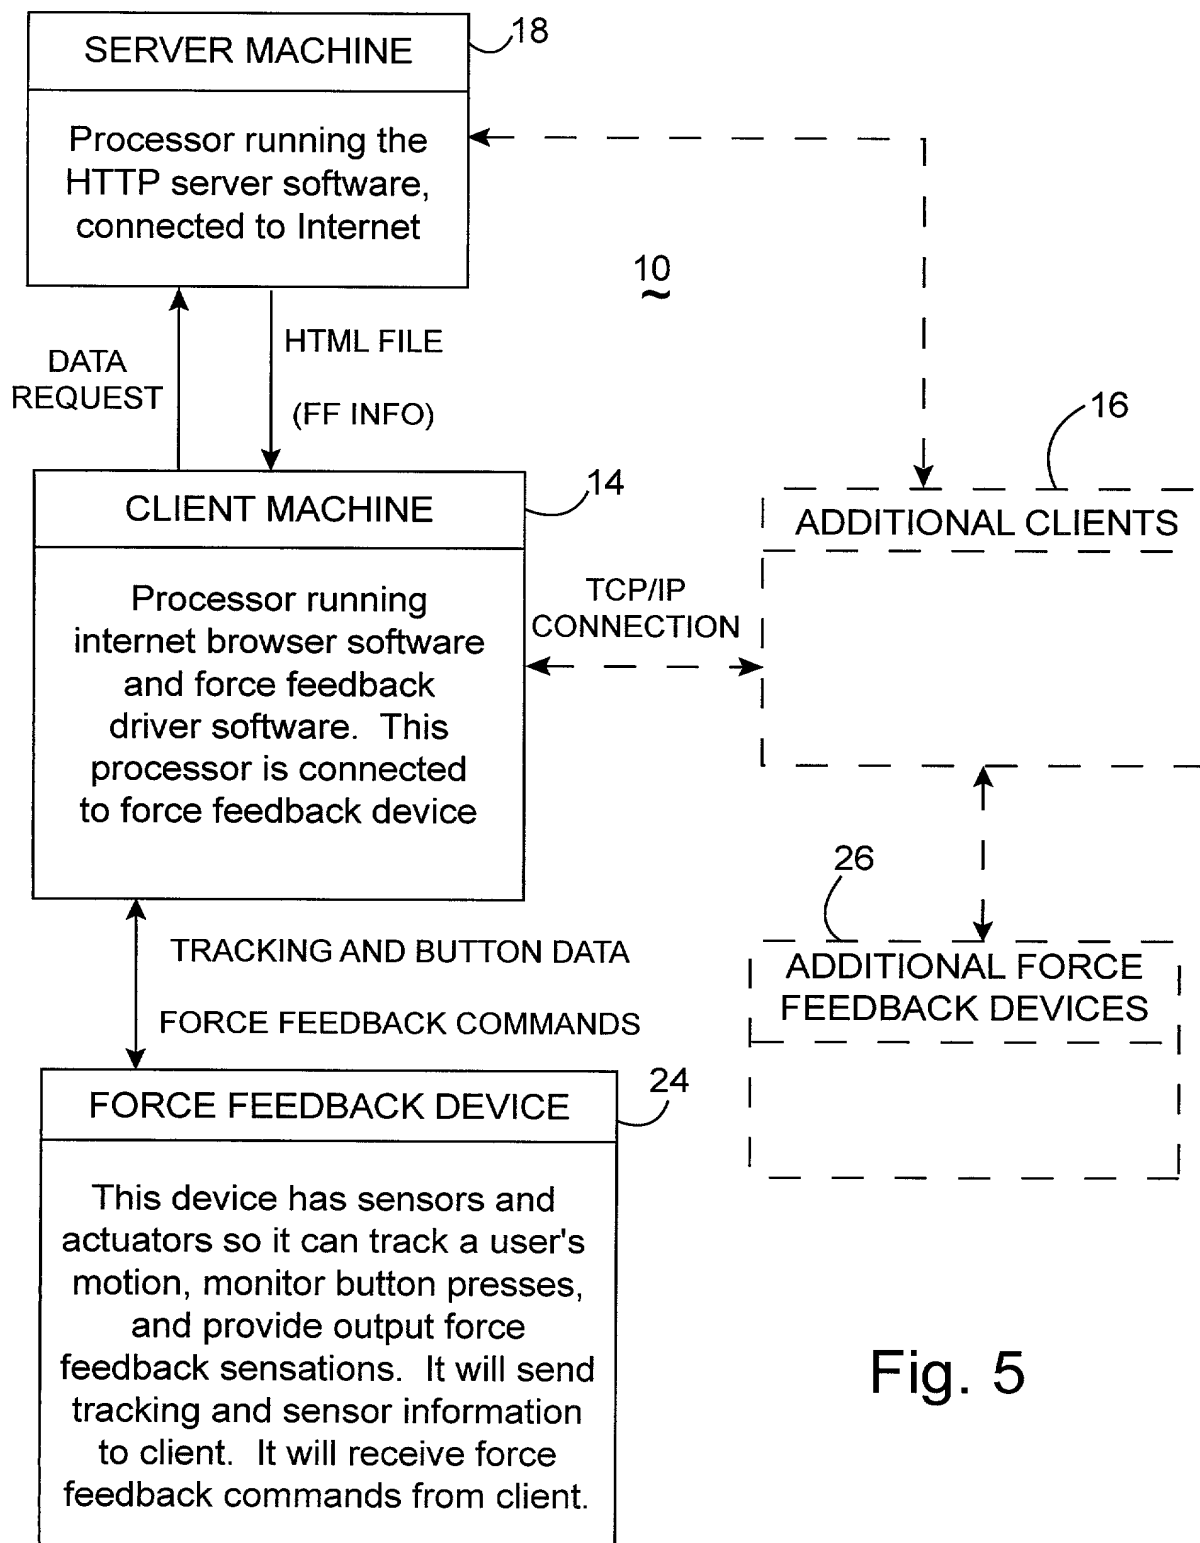 SERVER MACHINE
18
Processor running the
HTTP server software,
connected to Internet
10
DATA
REQUEST
HTML FILE
(FF INFO)
CLIENT MACHINE
14
Processor running
internet browser software
and force feedback
driver software. This
processor is connected
to force feedback device
TCP/IP
CONNECTION
16
ADDITIONAL CLIENTS
TRACKING AND BUTTON DATA
FORCE FEEDBACK COMMANDS
26
ADDITIONAL FORCE
FEEDBACK DEVICES
FORCE FEEDBACK DEVICE
24
This device has sensors and
actuators so it can track a user's
motion, monitor button presses,
and provide output force
feedback sensations. It will send
tracking and sensor information
to client. It will receive force
feedback commands from client.
Fig. 5